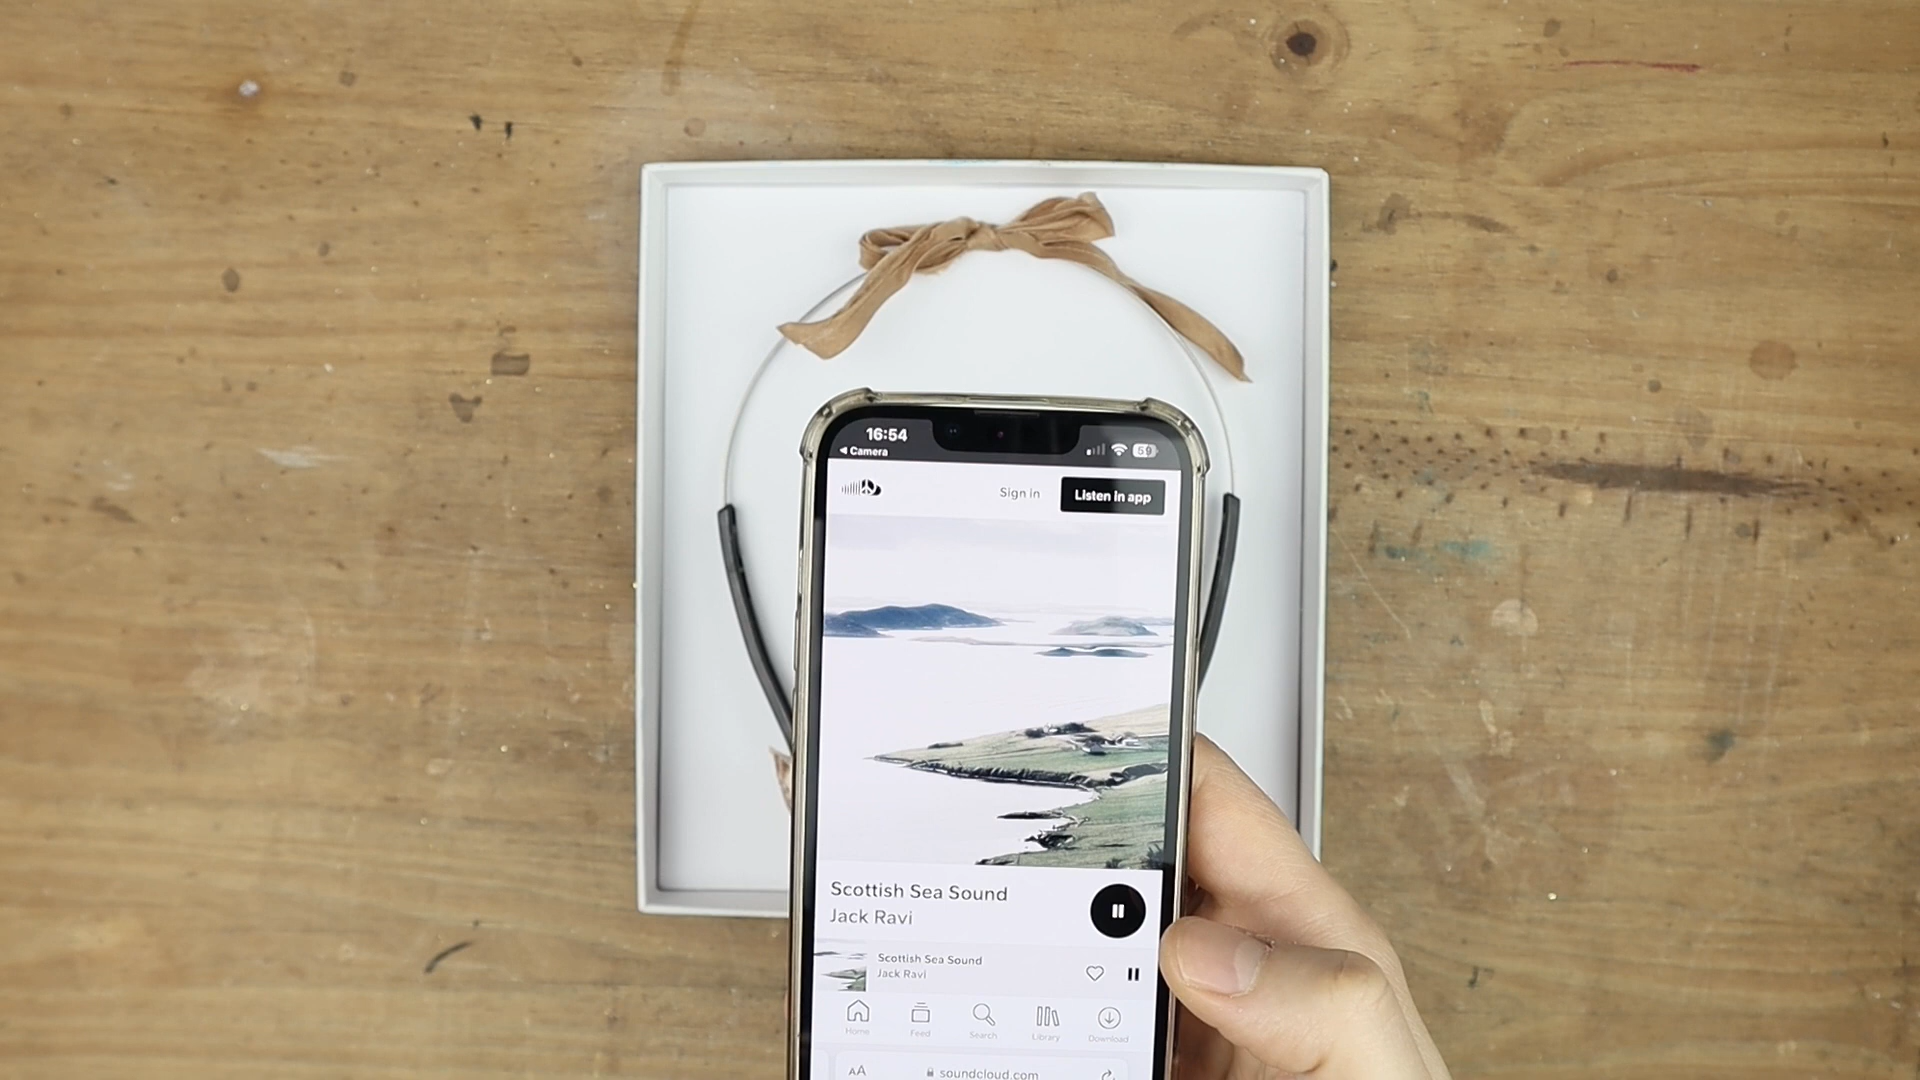 16:54
59
Camera
Sign in
Listen in app
Scottish Sea Sound
Jack Ravi
Scottish Sea Sound
Jack Ravi
Home
Feed
Search
Library
Download
AA
soundcloud.com